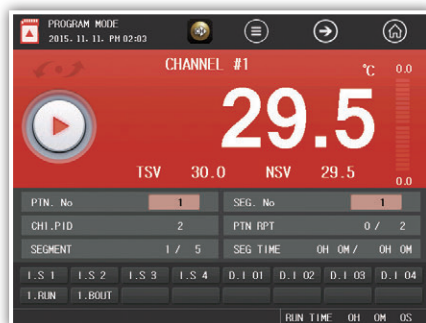 PROGRAM MODE
2015. 11. 11. PM 02:03
CHANNEL #1
℃ 0.0
29.5
TSV 30.0 NSV 29.5 0.0
PTN. No 1 SEG. No 1
CH1.PID 2 PTN RPT 0 / 2
SEGMENT 1 / 5 SEG TIME 0H 0M / 0H 0M
I.S 1 I.S 2 I.S 3 I.S 4 D.I 01 D.I 02 D.I 03 D.I 04
1.RUN 1.BOUT
RUN TIME 0H 0M 0S